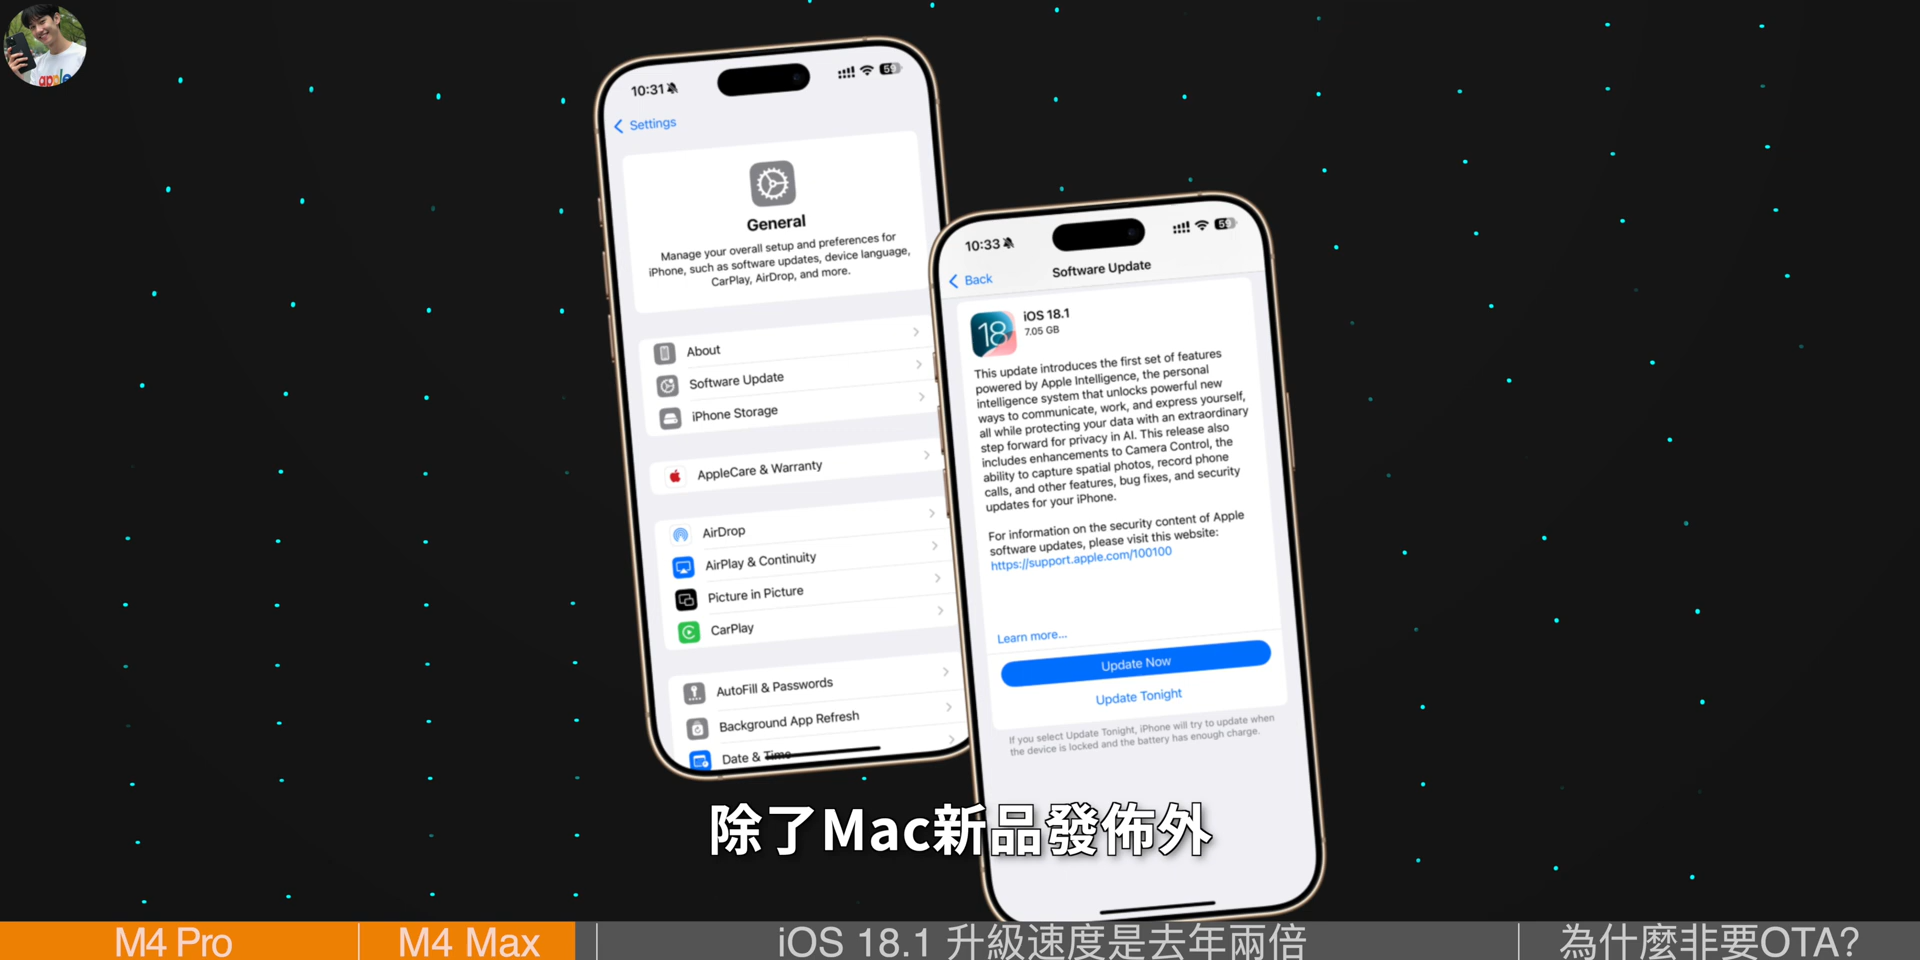 apple
10:31
59
Settings
General
Manage your overall setup and preferences for
iPhone, such as software updates, device language,
CarPlay, AirDrop, and more.
About
Software Update
iPhone Storage
AppleCare & Warranty
AirDrop
AirPlay & Continuity
Picture in Picture
CarPlay
AutoFill & Passwords
Background App Refresh
Date & Time
10:33
59
Back
Software Update
18
iOS 18.1
7.05 GB
This update introduces the first set of features
powered by Apple Intelligence, the personal
intelligence system that unlocks powerful new
ways to communicate, work, and express yourself,
all while protecting your data with an extraordinary
step forward for privacy in AI. This release also
includes enhancements to Camera Control, the
ability to capture spatial photos, record phone
calls, and other features, bug fixes, and security
updates for your iPhone.
For information on the security content of Apple
software updates, please visit this website:
https://support.apple.com/100100
Learn more...
Update Now
Update Tonight
If you select Update Tonight, iPhone will try to update when
the device is locked and the battery has enough charge.
除了Mac新品發佈外
M4 Pro
M4 Max
iOS 18.1 升級速度是去年兩倍
為什麼非要OTA?